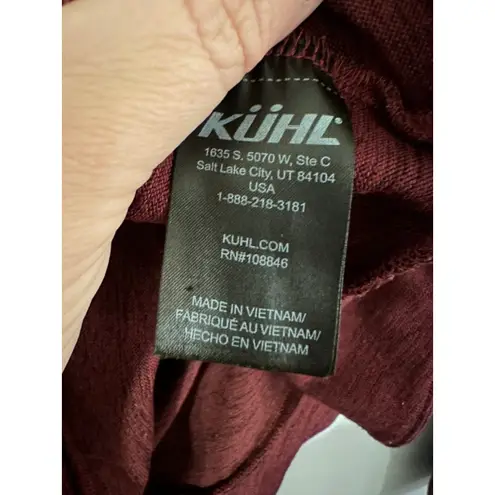 KÜHL®
1635 S. 5070 W, Ste C
Salt Lake City, UT 84104
USA
1-888-218-3181
KUHL.COM
RN#108846
MADE IN VIETNAM/
FABRIQUÉ AU VIETNAM/
HECHO EN VIETNAM